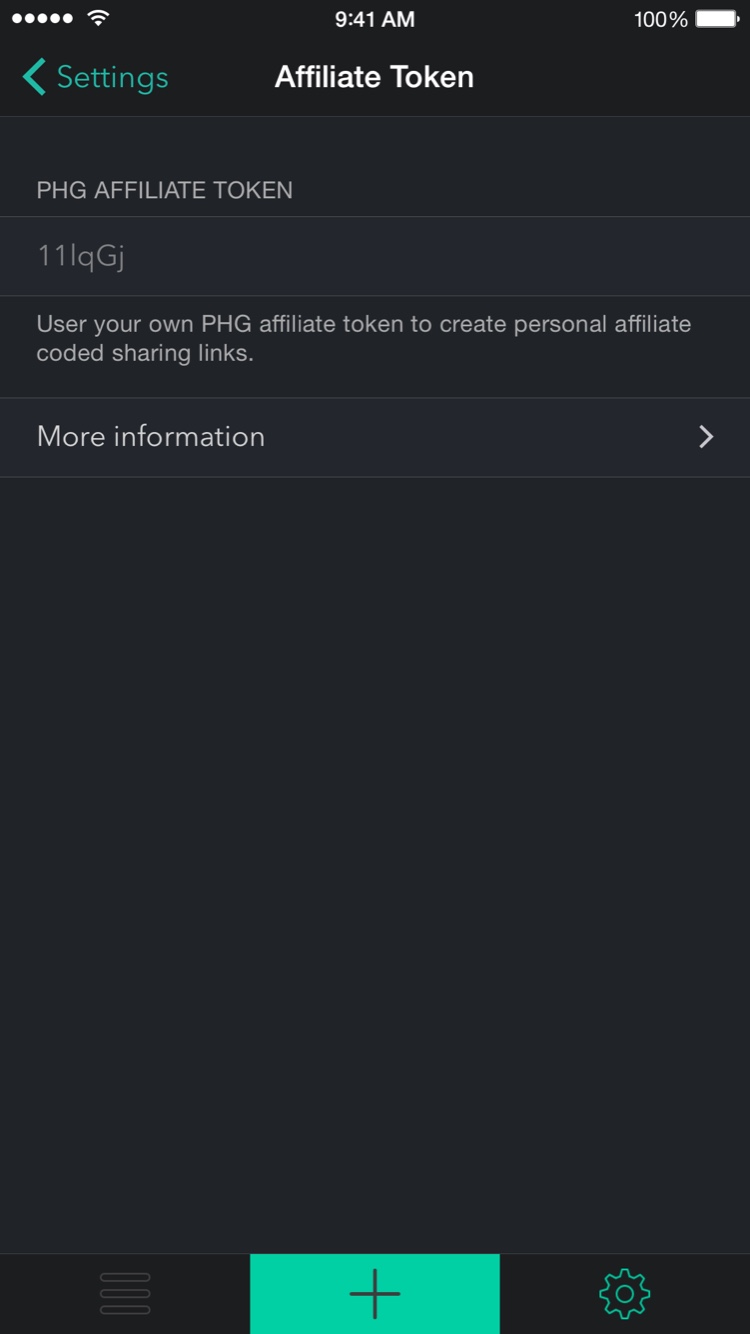 9:41 AM
100%
Settings
Affiliate Token
PHG AFFILIATE TOKEN
11lqGj
User your own PHG affiliate token to create personal affiliate
coded sharing links.
More information